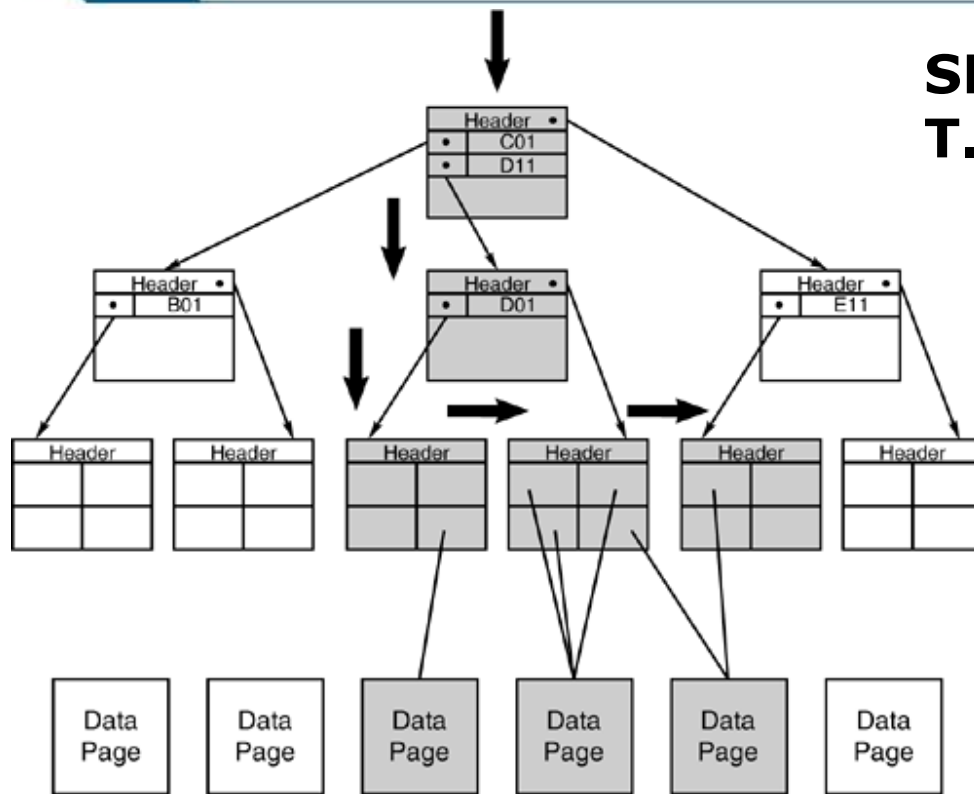 T.
Header
C01
D11
Header
B01
Header
D01
Header
E11
Header
Header
Header
Header
Header
Header
Data
Page
Data
Page
Data
Page
Data
Page
Data
Page
Data
Page